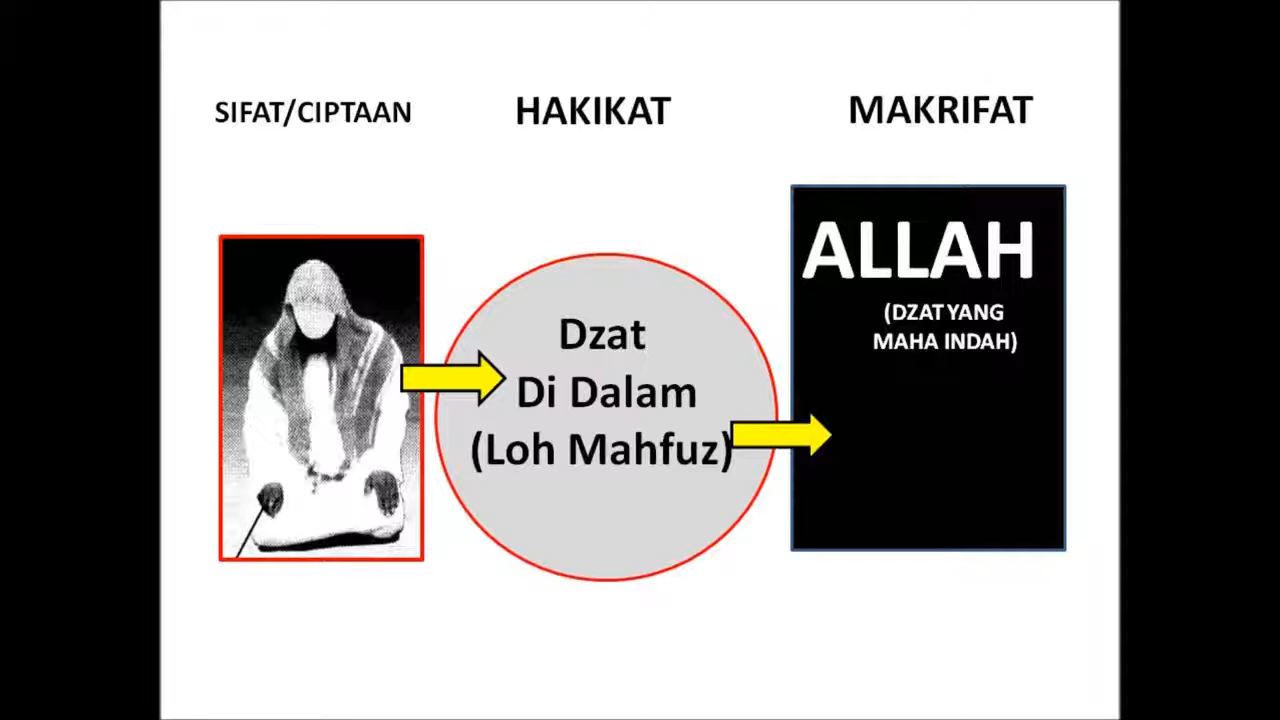 SIFAT/CIPTAAN
HAKIKAT
MAKRIFAT
Dzat
Di Dalam
(Loh Mahfuz)
ALLAH
(DZAT YANG
MAHA INDAH)